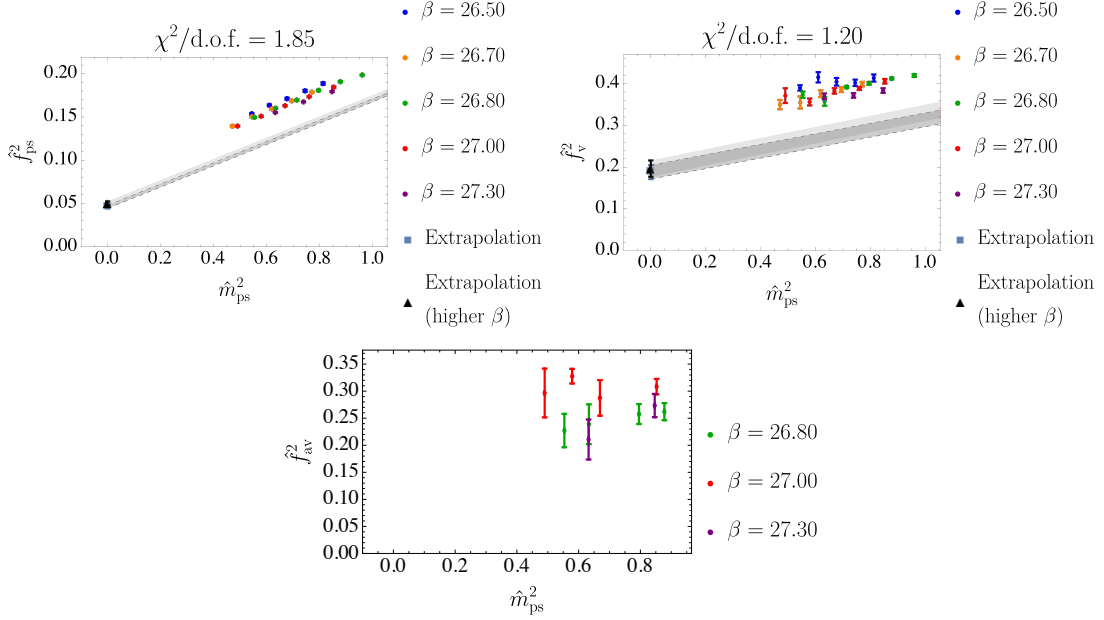 χ²/d.o.f. = 1.85
0.20
0.15
0.10
0.05
0.00
f̂²ps
0.0 0.2 0.4 0.6 0.8 1.0
m̂²ps
β = 26.50
β = 26.70
β = 26.80
β = 27.00
β = 27.30
Extrapolation
Extrapolation
(higher β)
χ²/d.o.f. = 1.20
0.4
0.3
0.2
0.1
0.0
f̂²v
0.0 0.2 0.4 0.6 0.8 1.0
m̂²ps
β = 26.50
β = 26.70
β = 26.80
β = 27.00
β = 27.30
Extrapolation
Extrapolation
(higher β)
0.35
0.30
0.25
0.20
0.15
0.10
0.05
0.00
f̂²av
0.0 0.2 0.4 0.6 0.8
m̂²ps
β = 26.80
β = 27.00
β = 27.30